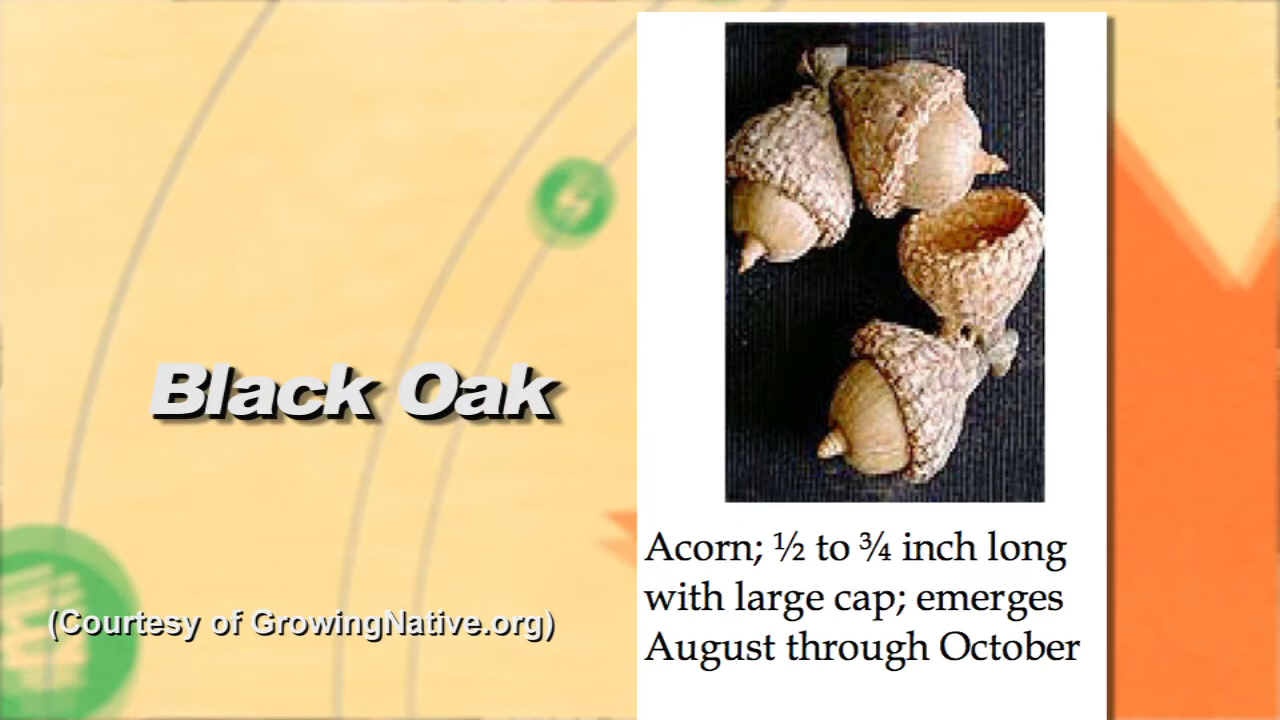 Black Oak
(Courtesy of GrowingNative.org)
Acorn; ½ to ¾ inch long
with large cap; emerges
August through October